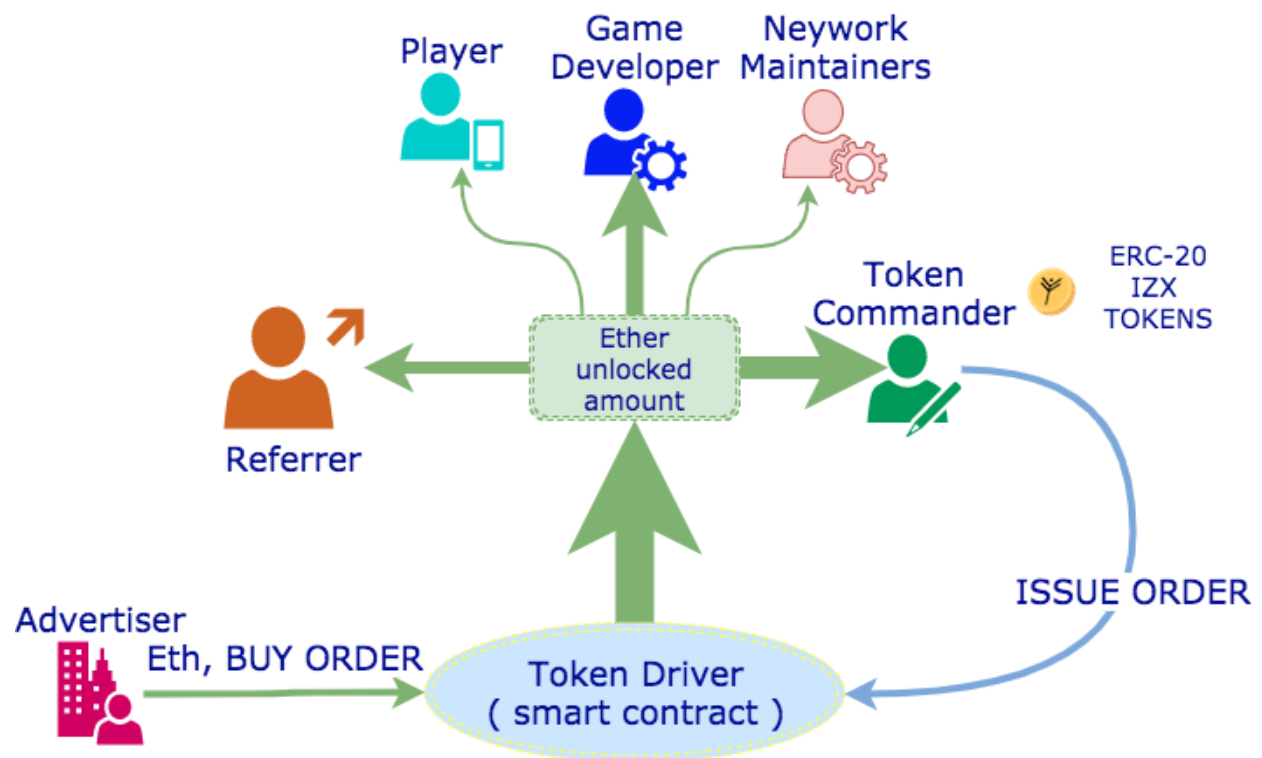 Player
Game
Developer
Neywork
Maintainers
Token
Commander
ERC-20
IZX
TOKENS
Ether
unlocked
amount
Referrer
ISSUE ORDER
Advertiser
Eth, BUY ORDER
Token Driver
( smart contract )